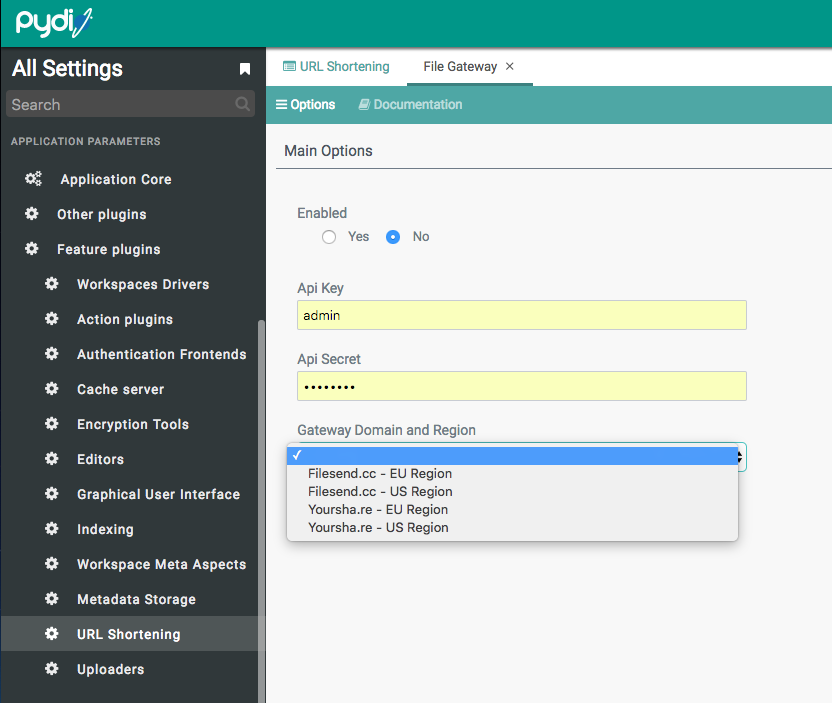 pydi
All Settings
Search
APPLICATION PARAMETERS
Application Core
Other plugins
Feature plugins
Workspaces Drivers
Action plugins
Authentication Frontends
Cache server
Encryption Tools
Editors
Graphical User Interface
Indexing
Workspace Meta Aspects
Metadata Storage
URL Shortening
Uploaders
URL Shortening File Gateway ×
Options Documentation
Main Options
Enabled
Yes No
Api Key
admin
Api Secret
••••••••
Gateway Domain and Region
✓
Filesend.cc - EU Region
Filesend.cc - US Region
Yoursha.re - EU Region
Yoursha.re - US Region